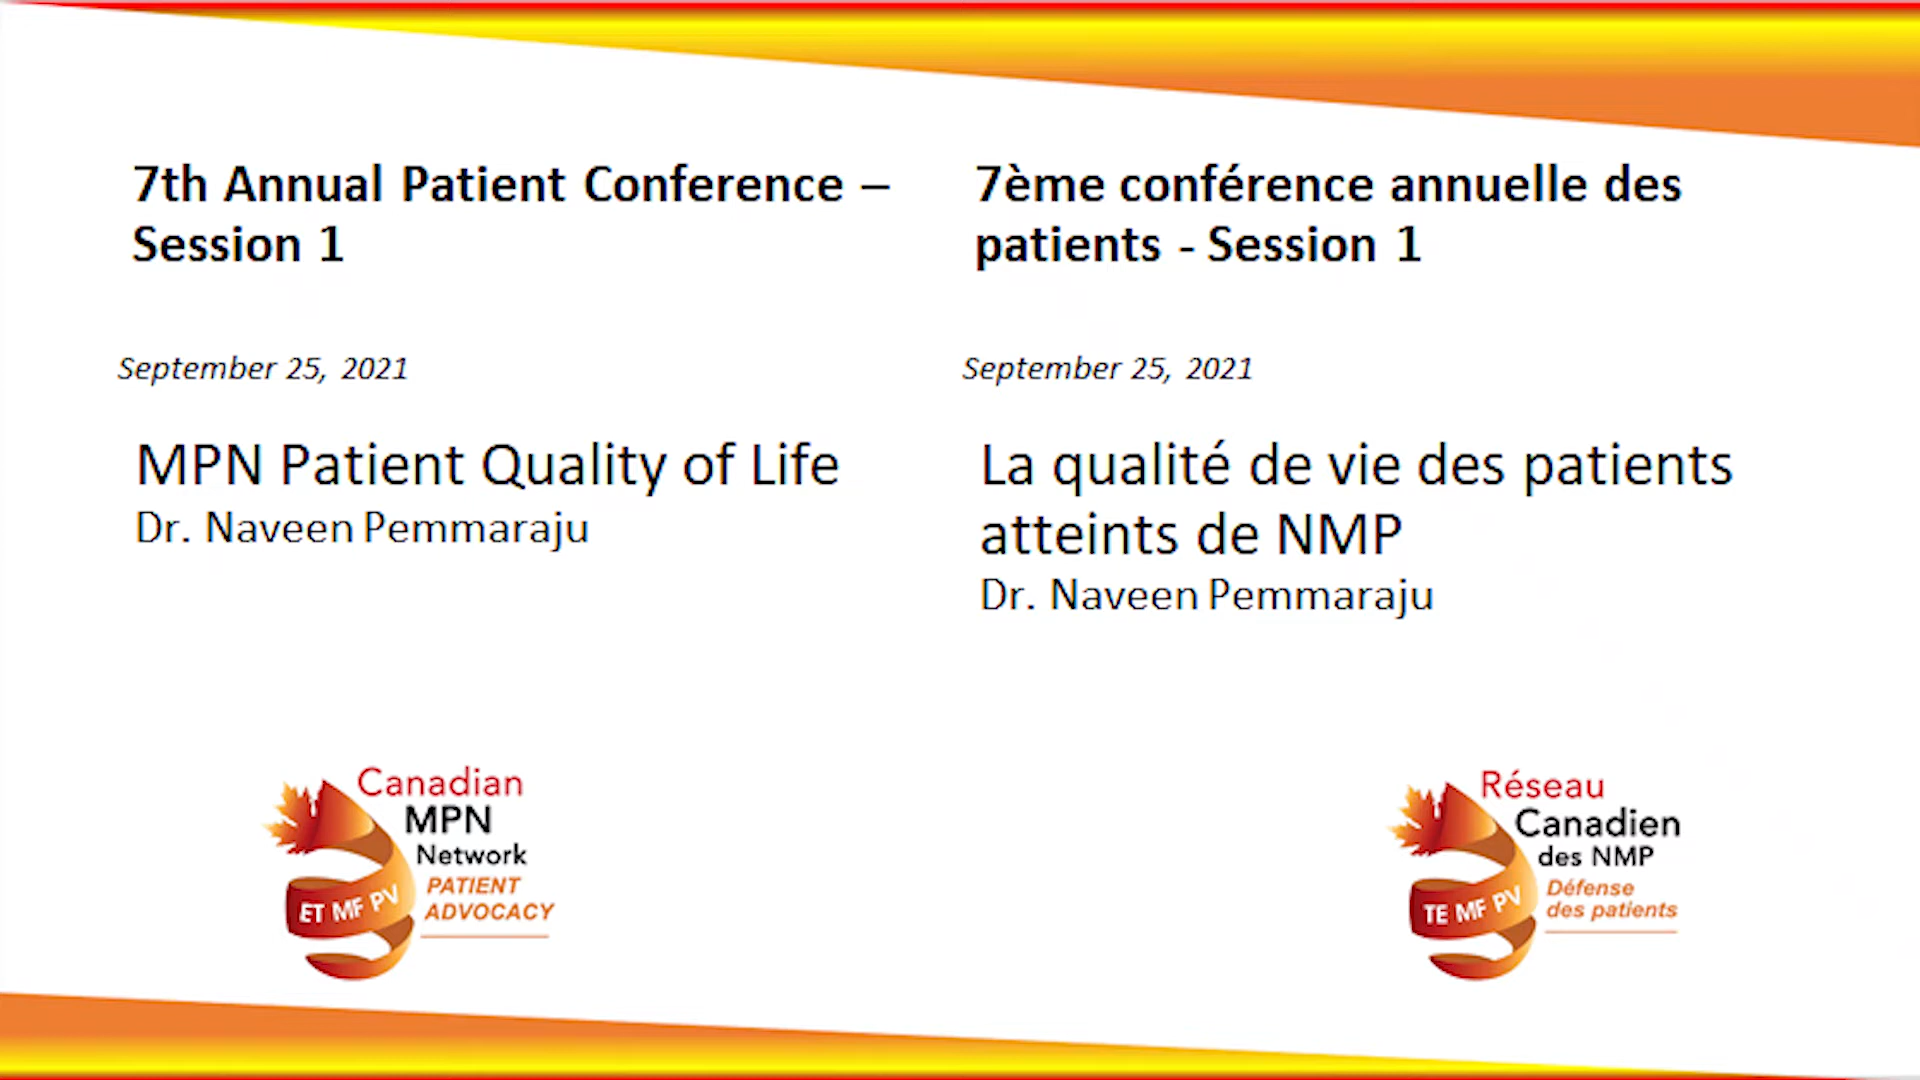 7th Annual Patient Conference –
Session 1
September 25, 2021
MPN Patient Quality of Life
Dr. Naveen Pemmaraju
Canadian
MPN
Network
PATIENT
ADVOCACY
ET MF PV
7ème conférence annuelle des
patients - Session 1
September 25, 2021
La qualité de vie des patients
atteints de NMP
Dr. Naveen Pemmaraju
Réseau
Canadien
des NMP
Défense
des patients
TE MF PV